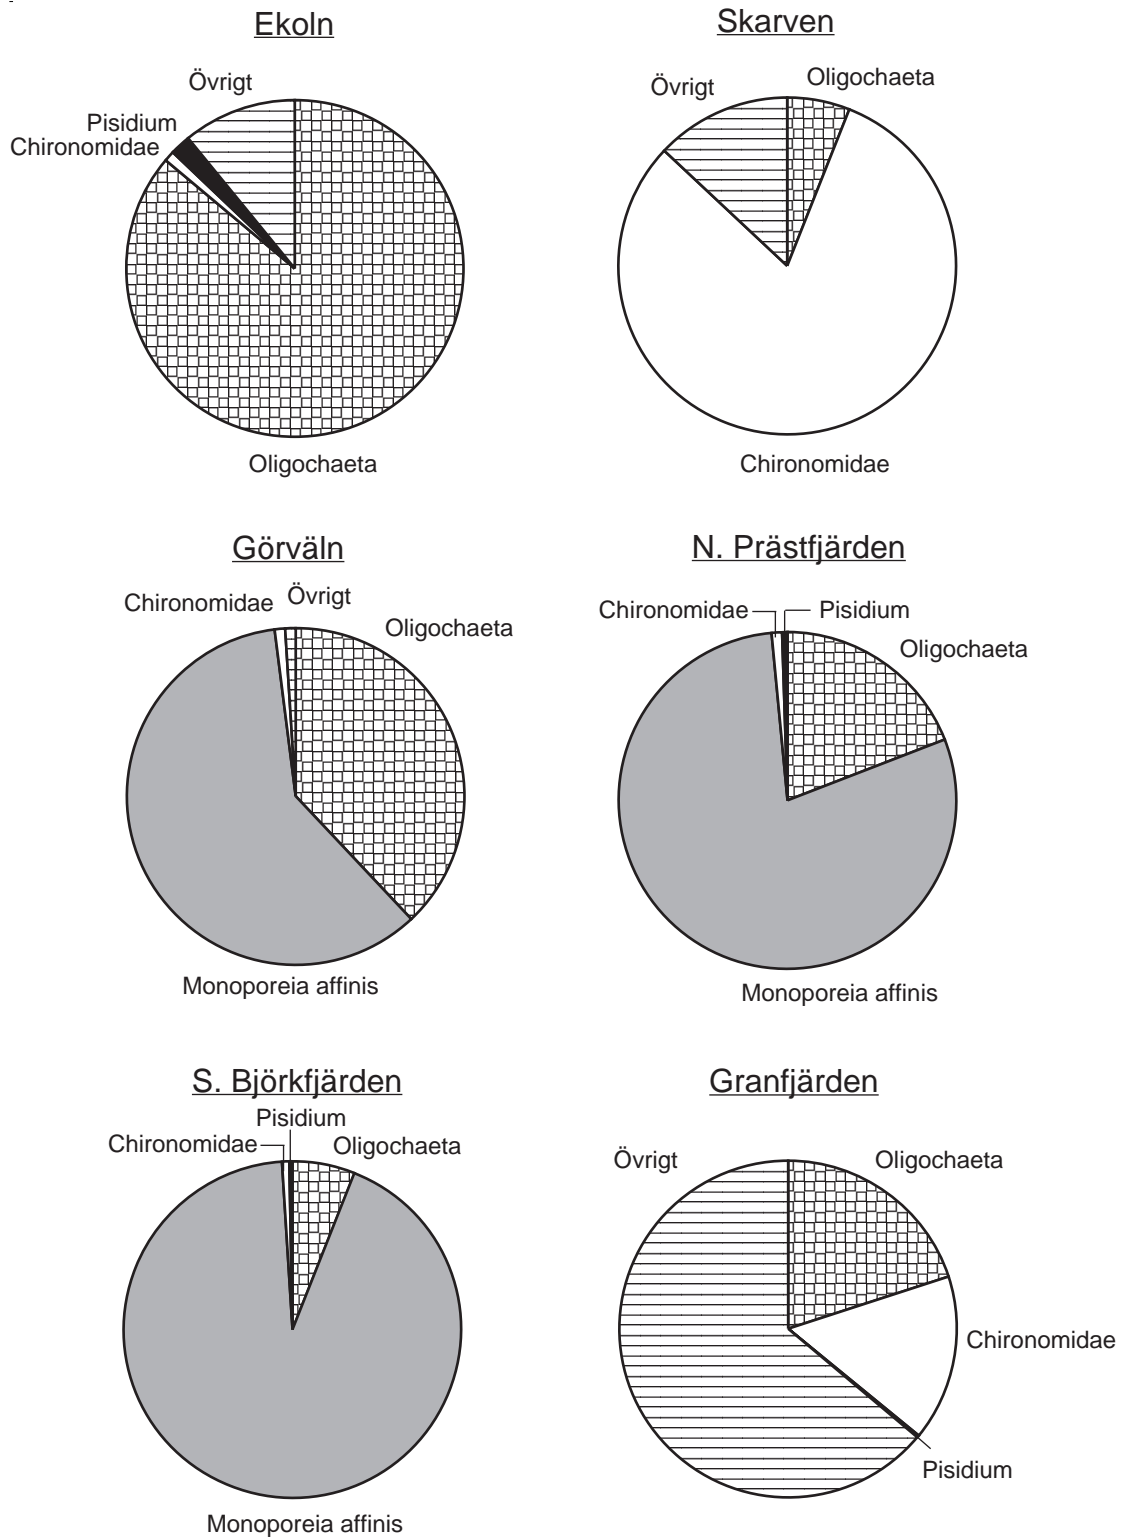 Ekoln
Övrigt
Pisidium
Chironomidae
Oligochaeta
Skarven
Övrigt
Oligochaeta
Chironomidae
Görväln
Chironomidae
Övrigt
Oligochaeta
Monoporeia affinis
N. Prästfjärden
Chironomidae
Pisidium
Oligochaeta
Monoporeia affinis
S. Björkfjärden
Pisidium
Chironomidae
Oligochaeta
Monoporeia affinis
Granfjärden
Övrigt
Oligochaeta
Chironomidae
Pisidium